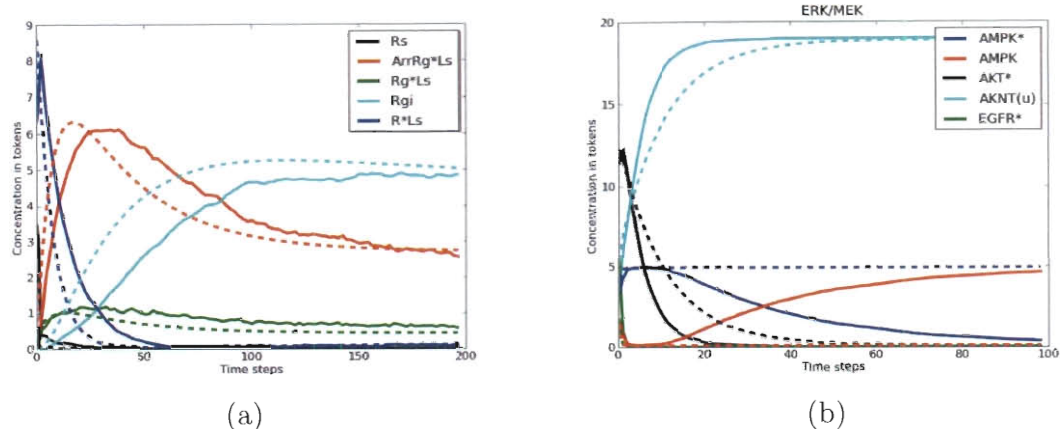 ERK/MEK
9
8
7
6
5
4
3
2
1
0
Concentration in tokens
0
50
100
150
200
Time steps
Rs
ArrRg*Ls
Rg*Ls
Rgi
R*Ls
20
15
10
5
0
Concentration in tokens
0
20
40
60
80
100
Time steps
AMPK*
AMPK
AKT*
AKNT(u)
EGFR*
(a)
(b)